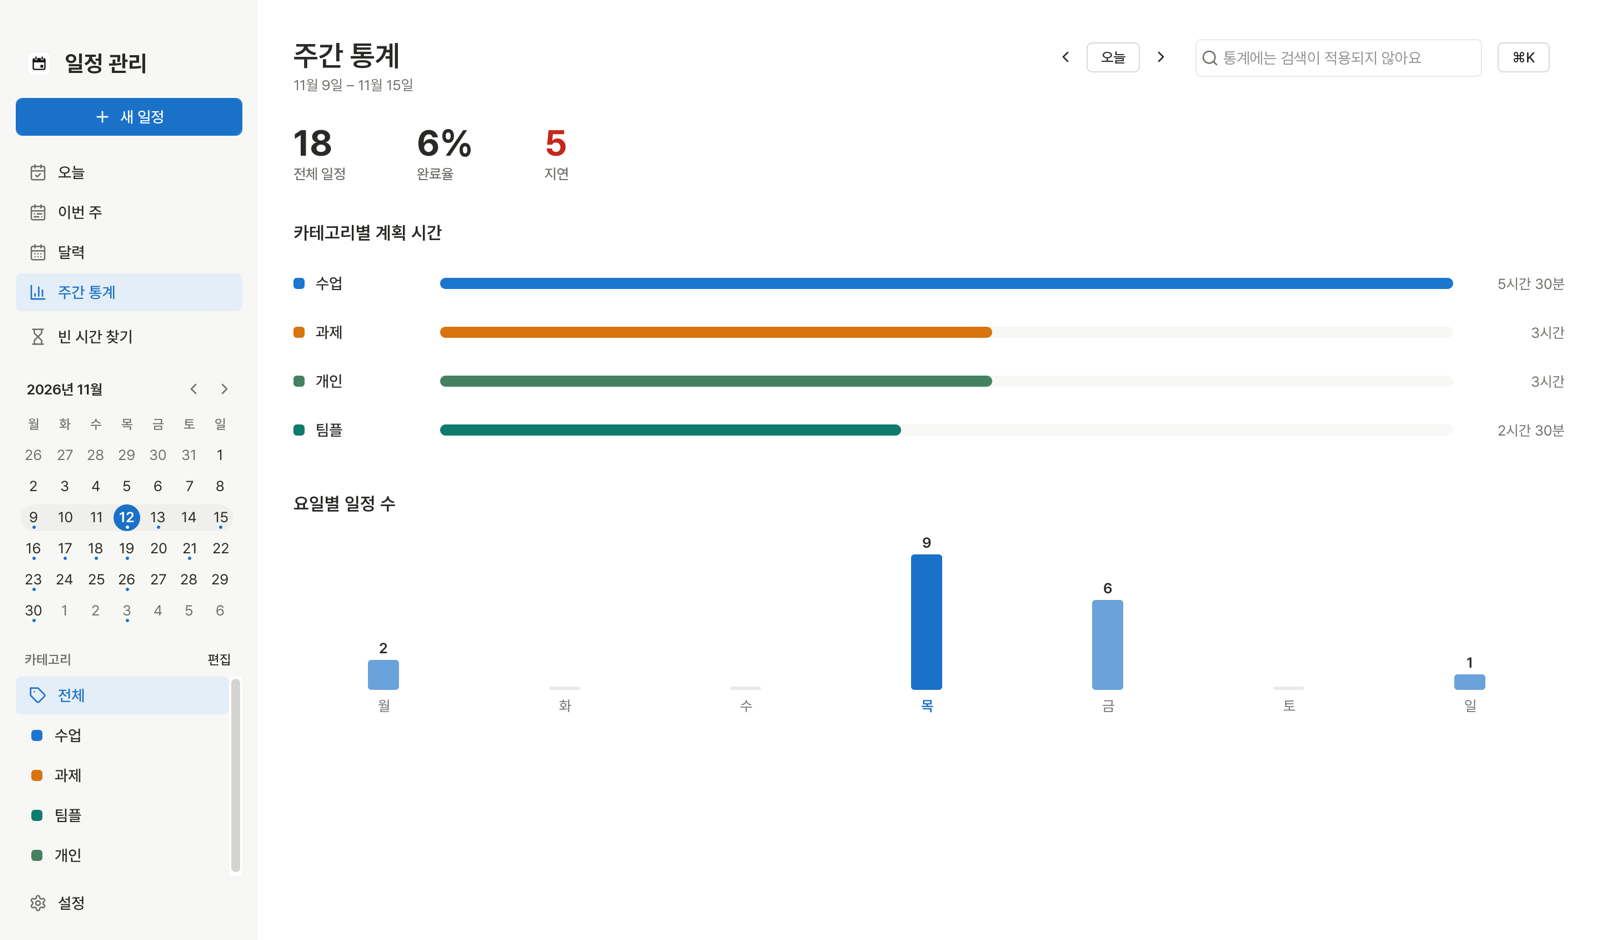 일정 관리
+ 새 일정
오늘
이번 주
달력
주간 통계
빈 시간 찾기
2026년 11월
월 화 수 목 금 토 일
26 27 28 29 30 31 1
2 3 4 5 6 7 8
9 10 11 12 13 14 15
16 17 18 19 20 21 22
23 24 25 26 27 28 29
30 1 2 3 4 5 6
카테고리 편집
전체
수업
과제
팀플
개인
설정
주간 통계
11월 9일 – 11월 15일
오늘
통계에는 검색이 적용되지 않아요
⌘K
18 6% 5
전체 일정 완료율 지연
카테고리별 계획 시간
수업 5시간 30분
과제 3시간
개인 3시간
팀플 2시간 30분
요일별 일정 수
2 9 6 1
월 화 수 목 금 토 일